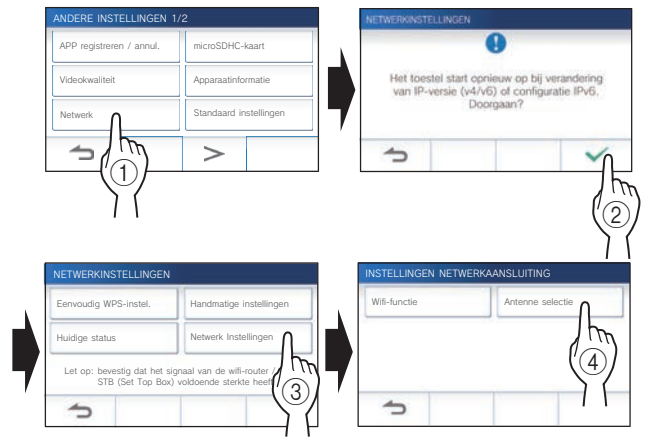 ANDERE INSTELLINGEN 1/2
APP registreren / annul.
microSDHC-kaart
Videokwaliteit
Apparaatinformatie
Netwerk
Standaard instellingen
>
1
NETWERKINSTELLINGEN
!
Het toestel start opnieuw op bij verandering
van IP-versie (v4/v6) of configuratie IPv6.
Doorgaan?
2
NETWERKINSTELLINGEN
Eenvoudig WPS-instel.
Handmatige instellingen
Huidige status
Netwerk Instellingen
Let op: bevestig dat het signaal van de wifi-router /
STB (Set Top Box) voldoende sterkte heeft
3
INSTELLINGEN NETWERKAANSLUITING
Wifi-functie
Antenne selectie
4